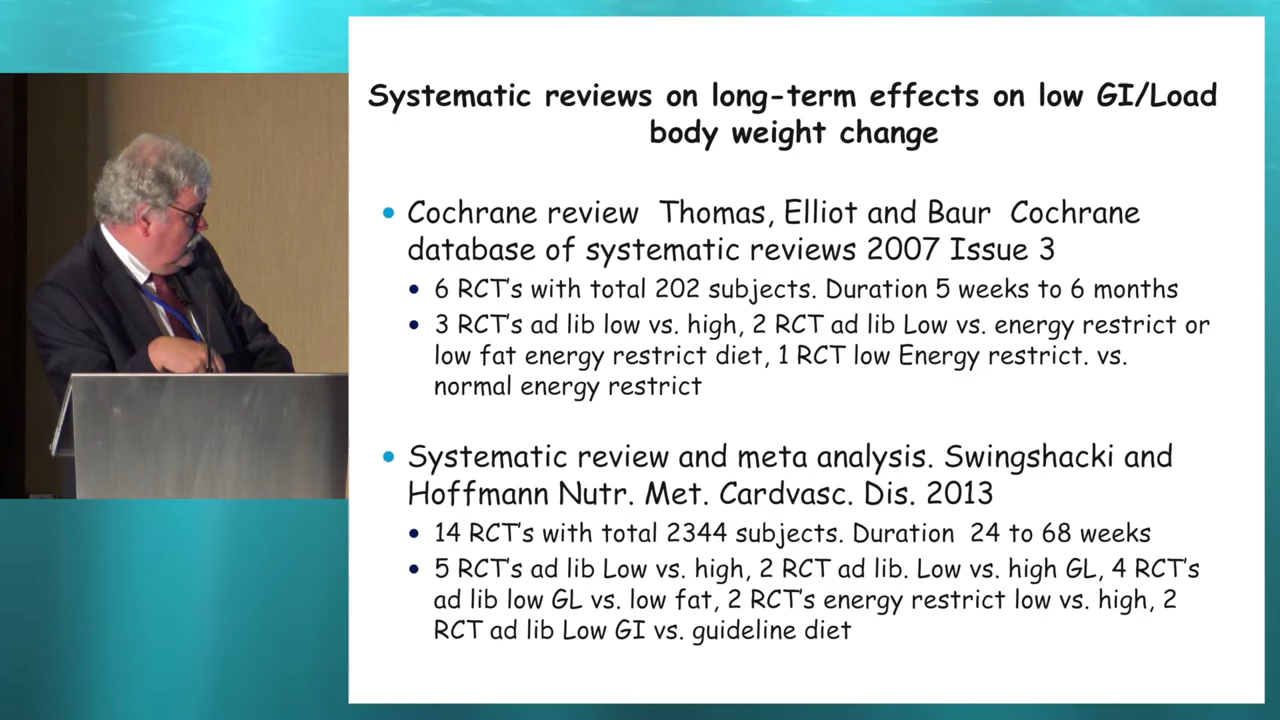 Systematic reviews on long-term effects on low GI/Load
body weight change
• Cochrane review Thomas, Elliot and Baur Cochrane
database of systematic reviews 2007 Issue 3
• 6 RCT's with total 202 subjects. Duration 5 weeks to 6 months
• 3 RCT's ad lib low vs. high, 2 RCT ad lib Low vs. energy restrict or
low fat energy restrict diet, 1 RCT low Energy restrict. vs.
normal energy restrict
• Systematic review and meta analysis. Swingshacki and
Hoffmann Nutr. Met. Cardvasc. Dis. 2013
• 14 RCT's with total 2344 subjects. Duration 24 to 68 weeks
• 5 RCT's ad lib Low vs. high, 2 RCT ad lib. Low vs. high GL, 4 RCT's
ad lib low GL vs. low fat, 2 RCT's energy restrict low vs. high, 2
RCT ad lib Low GI vs. guideline diet